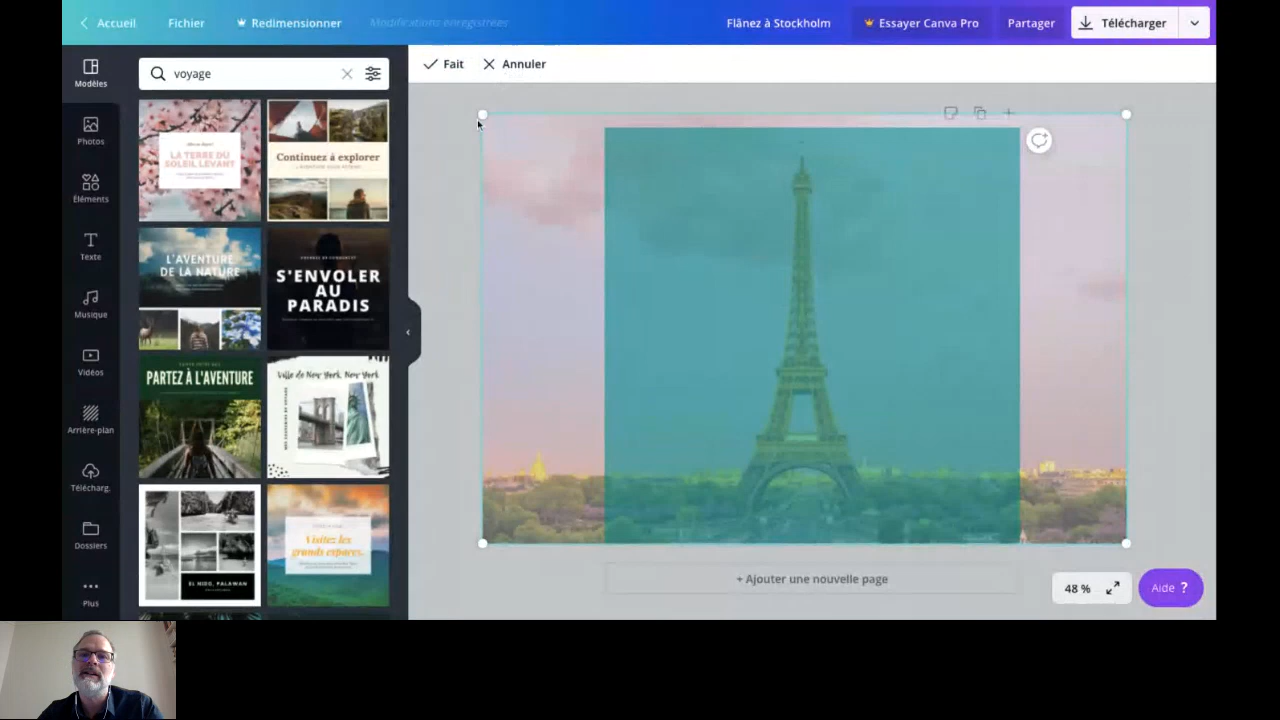 Accueil
Fichier
Redimensionner
Modifications enregistrées
Flânez à Stockholm
Essayer Canva Pro
Partager
Télécharger
Modèles
Photos
Éléments
Texte
Musique
Vidéos
Arrière-plan
Télécharg.
Dossiers
Plus
voyage
LA TERRE DU
SOLEIL LEVANT
Continuez à explorer
L'AVENTURE
DE LA NATURE
S'ENVOLER
AU
PARADIS
PARTEZ À L'AVENTURE
Ville de New York, New York
EL NIDO, PALAWAN
Visitez les
grands espaces.
Fait
Annuler
+ Ajouter une nouvelle page
48 %
Aide ?